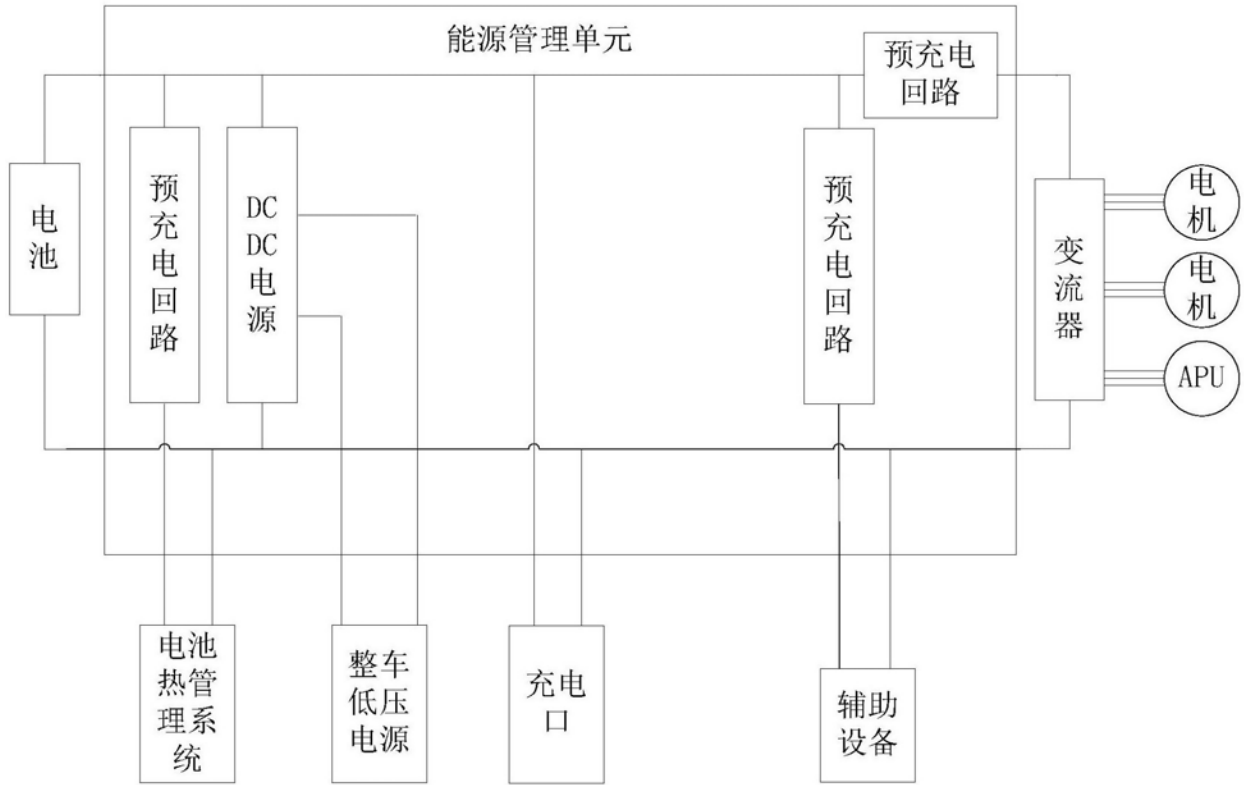 能源管理单元
预充电
回路
电
池
预
充
电
回
路
DC
DC
电
源
预
充
电
回
路
变
流
器
电
机
电
机
APU
电池
热管
理系
统
整车
低压
电源
充电
口
辅助
设备